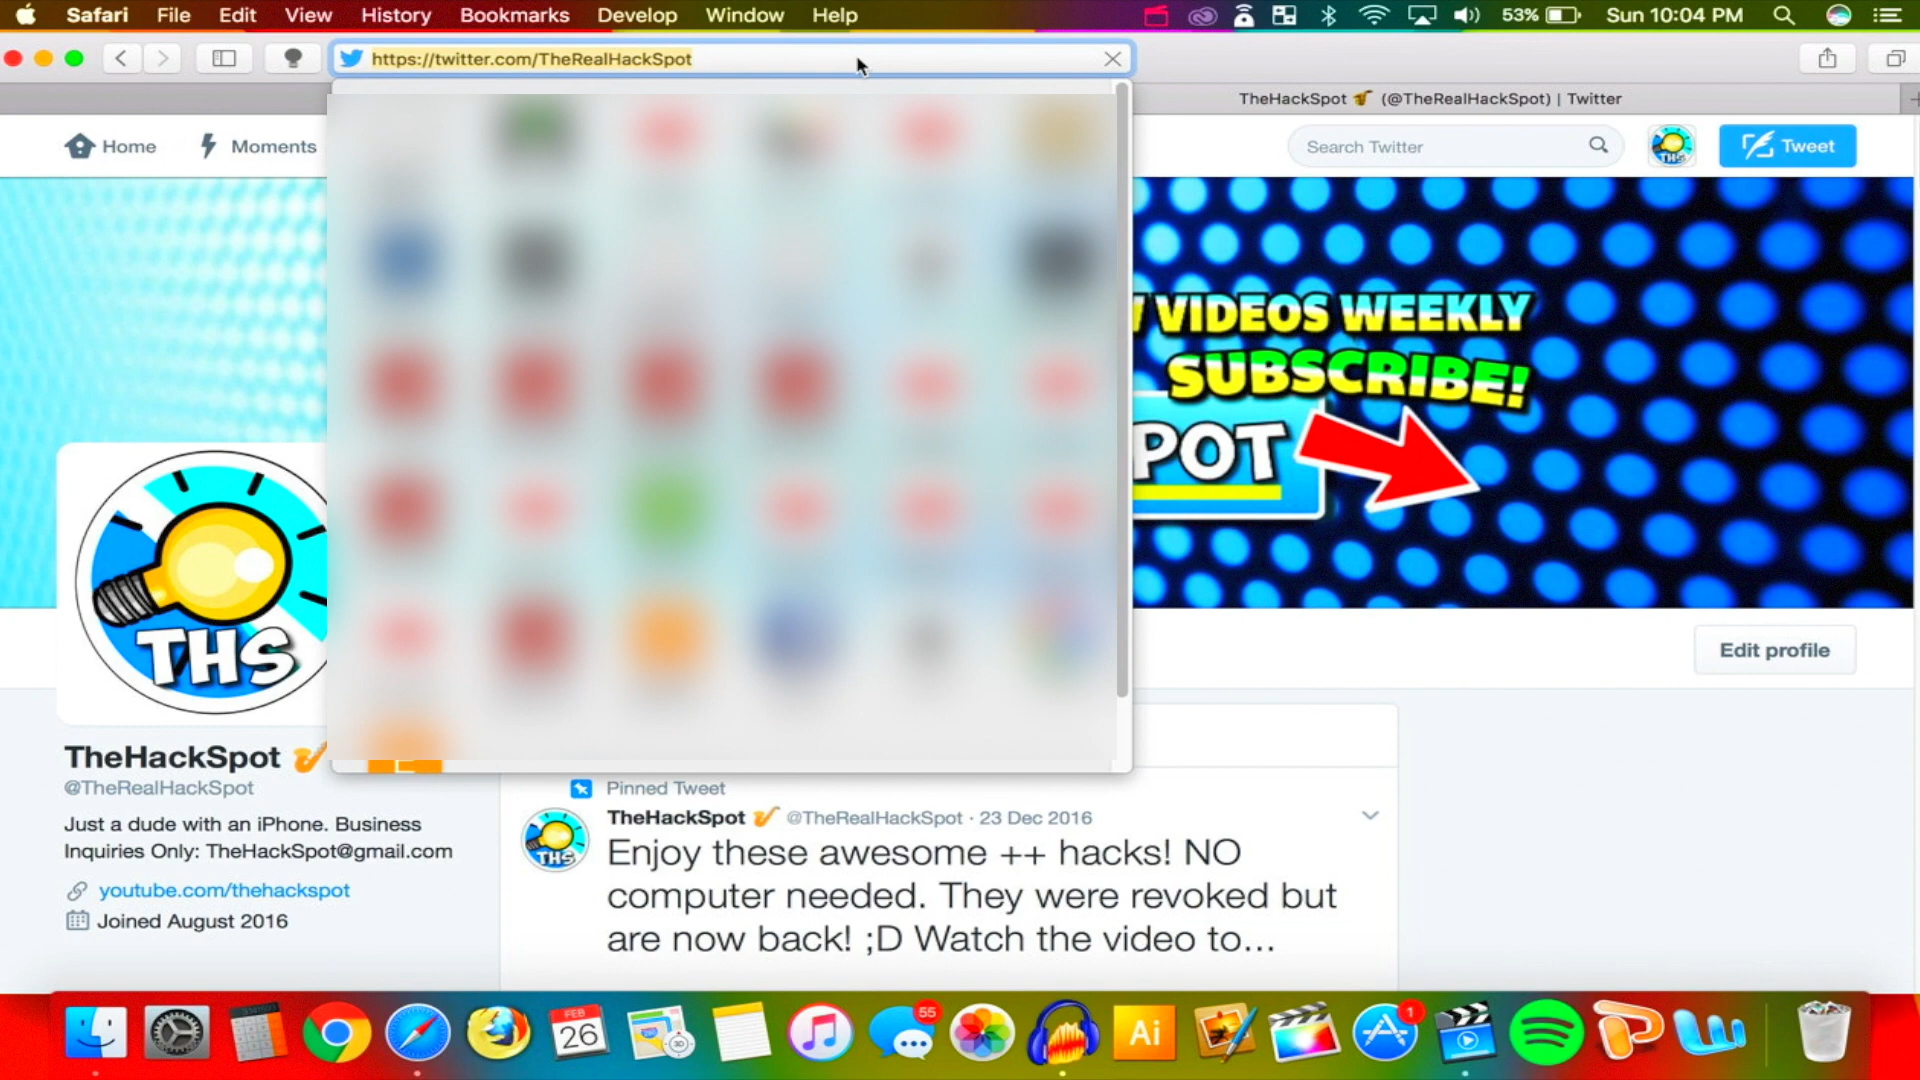 Safari File Edit View History Bookmarks Develop Window Help 53% Sun 10:04 PM
https://twitter.com/TheRealHackSpot
TheHackSpot 🎷 (@TheRealHackSpot) | Twitter
Home Moments Search Twitter THS Tweet
VIDEOS WEEKLY
SUBSCRIBE!
POT
THS
Edit profile
TheHackSpot 🎷
@TheRealHackSpot
Just a dude with an iPhone. Business
Inquiries Only: TheHackSpot@gmail.com
youtube.com/thehackspot
Joined August 2016
Pinned Tweet
TheHackSpot 🎷 @TheRealHackSpot · 23 Dec 2016
THS
Enjoy these awesome ++ hacks! NO
computer needed. They were revoked but
are now back! ;D Watch the video to...
FEB
26
3D
55
Ai
1